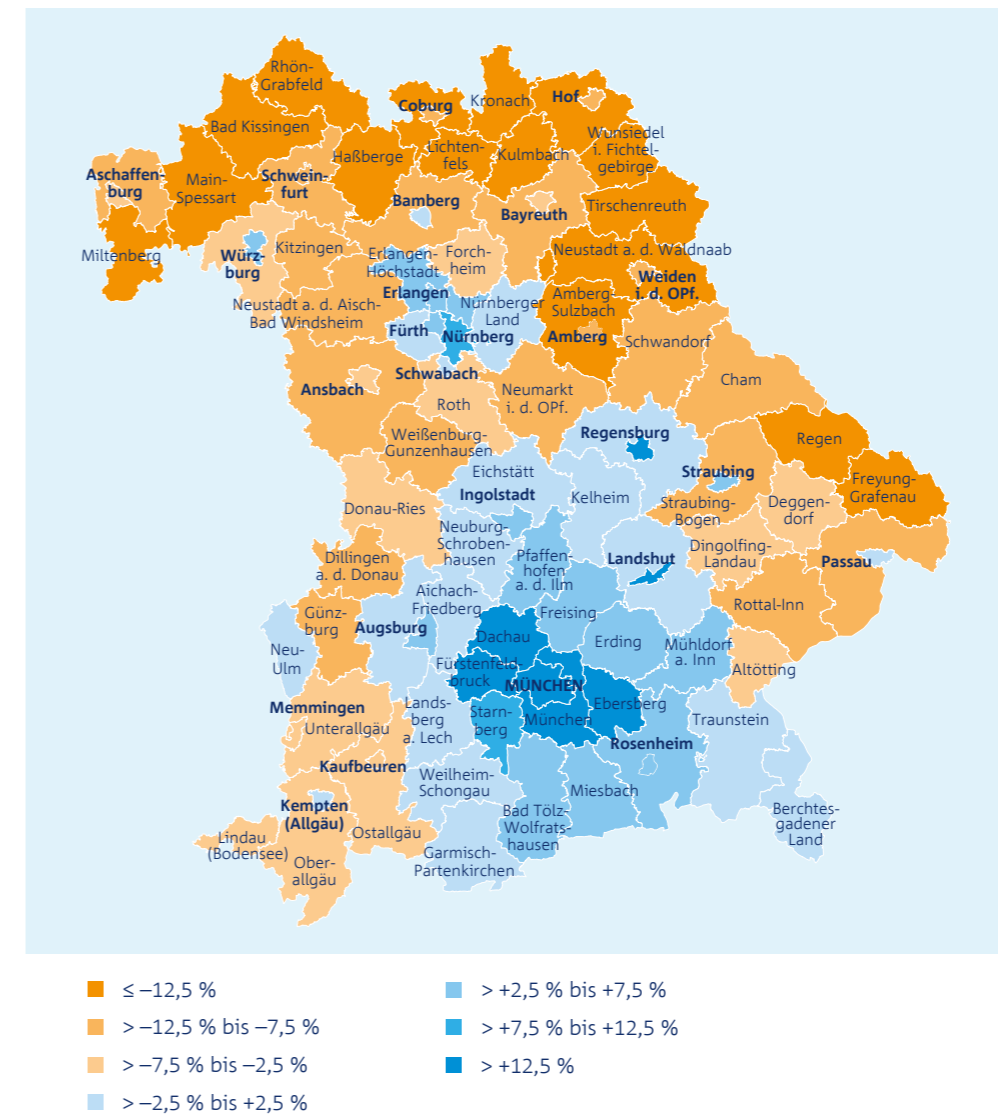 Rhön-
Grabfeld
Coburg
Kronach
Hof
Bad Kissingen
Haßberge
Lichten-
fels
Kulmbach
Wunsiedel
i. Fichtel-
gebirge
Aschaffen-
burg
Main-
Spessart
Schwein-
furt
Bamberg
Bayreuth
Tirschenreuth
Miltenberg
Würz-
burg
Kitzingen
Erlangen-
Höchstadt
Forch-
heim
Neustadt a. d. Waldnaab
Weiden
i. d. OPf.
Neustadt a. d. Aisch-
Bad Windsheim
Erlangen
Nürnberger
Land
Amberg-
Sulzbach
Fürth
Nürnberg
Amberg
Schwandorf
Schwabach
Ansbach
Roth
Neumarkt
i. d. OPf.
Cham
Weißenburg-
Gunzenhausen
Regensburg
Regen
Eichstätt
Ingolstadt
Kelheim
Straubing
Straubing-
Bogen
Deggen-
dorf
Freyung-
Grafenau
Donau-Ries
Neuburg-
Schroben-
hausen
Pfaffen-
hofen
a. d. Ilm
Landshut
Dingolfing-
Landau
Passau
Dillingen
a. d. Donau
Aichach-
Friedberg
Freising
Rottal-Inn
Günz-
burg
Augsburg
Dachau
Erding
Mühldorf
a. Inn
Altötting
Neu-
Ulm
Fürstenfeld-
bruck
MÜNCHEN
München
Ebersberg
Memmingen
Unterallgäu
Lands-
berg
a. Lech
Starn-
berg
Rosenheim
Traunstein
Kaufbeuren
Weilheim-
Schongau
Miesbach
Kempten
(Allgäu)
Ostallgäu
Bad Tölz-
Wolfrats-
hausen
Berchtes-
gadener
Land
Lindau
(Bodensee)
Ober-
allgäu
Garmisch-
Partenkirchen
≤ –12,5 %
> –12,5 % bis –7,5 %
> –7,5 % bis –2,5 %
> –2,5 % bis +2,5 %
> +2,5 % bis +7,5 %
> +7,5 % bis +12,5 %
> +12,5 %